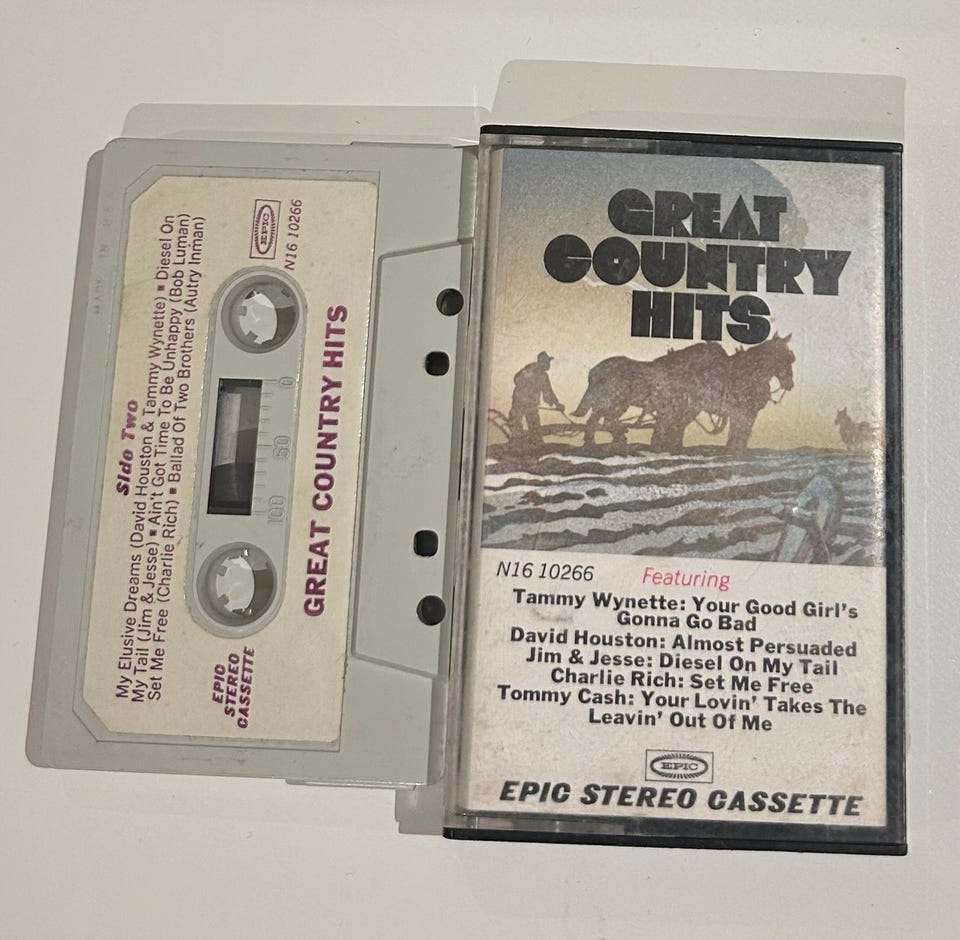 EPIC
N16 10266
Side Two
My Elusive Dreams (David Houston & Tammy Wynette) ■ Diesel On
My Tail (Jim & Jesse) ■ Ain't Got Time To Be Unhappy (Bob Luman)
Set Me Free (Charlie Rich) ■ Ballad Of Two Brothers (Autry Inman)
100 50 0
GREAT COUNTRY HITS
EPIC
STEREO
CASSETTE
MADE IN
GREAT
COUNTRY
HITS
N16 10266 Featuring
Tammy Wynette: Your Good Girl's
Gonna Go Bad
David Houston: Almost Persuaded
Jim & Jesse: Diesel On My Tail
Charlie Rich: Set Me Free
Tommy Cash: Your Lovin' Takes The
Leavin' Out Of Me
EPIC
EPIC STEREO CASSETTE